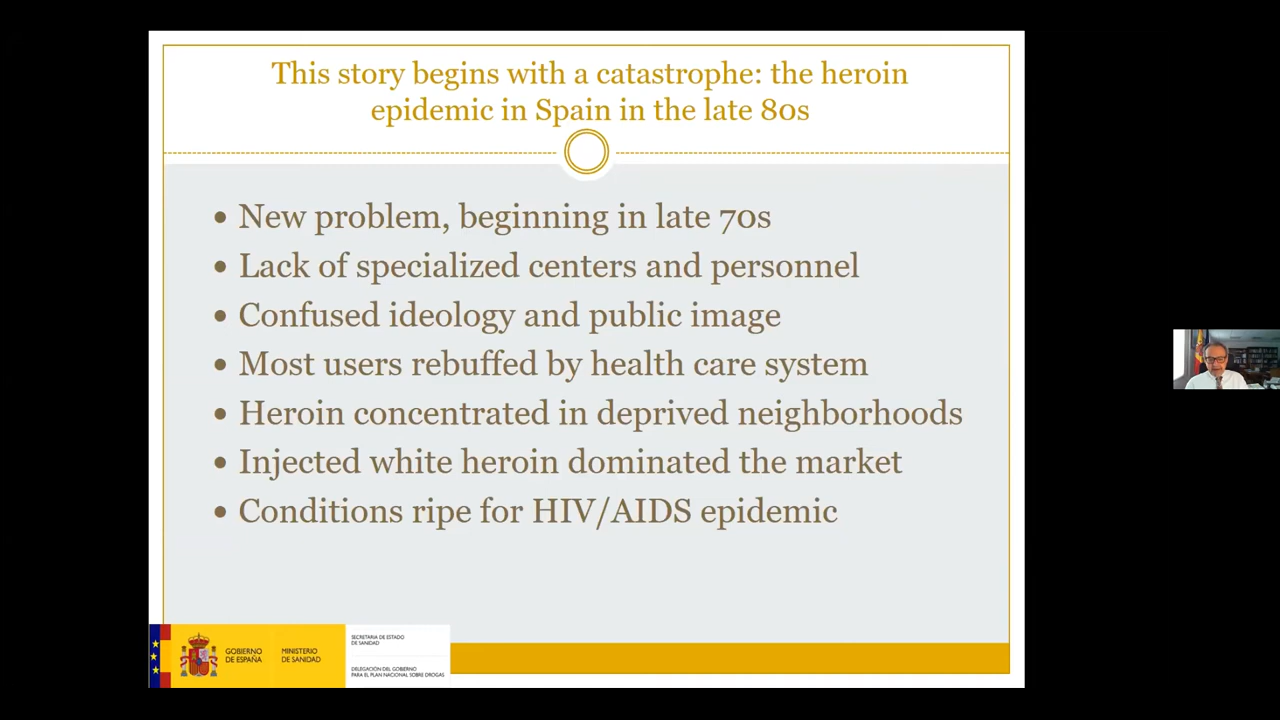 This story begins with a catastrophe: the heroin
epidemic in Spain in the late 80s
• New problem, beginning in late 70s
• Lack of specialized centers and personnel
• Confused ideology and public image
• Most users rebuffed by health care system
• Heroin concentrated in deprived neighborhoods
• Injected white heroin dominated the market
• Conditions ripe for HIV/AIDS epidemic
GOBIERNO
DE ESPAÑA
MINISTERIO
DE SANIDAD
SECRETARIA DE ESTADO
DE SANIDAD
DELEGACIÓN DEL GOBIERNO
PARA EL PLAN NACIONAL SOBRE DROGAS